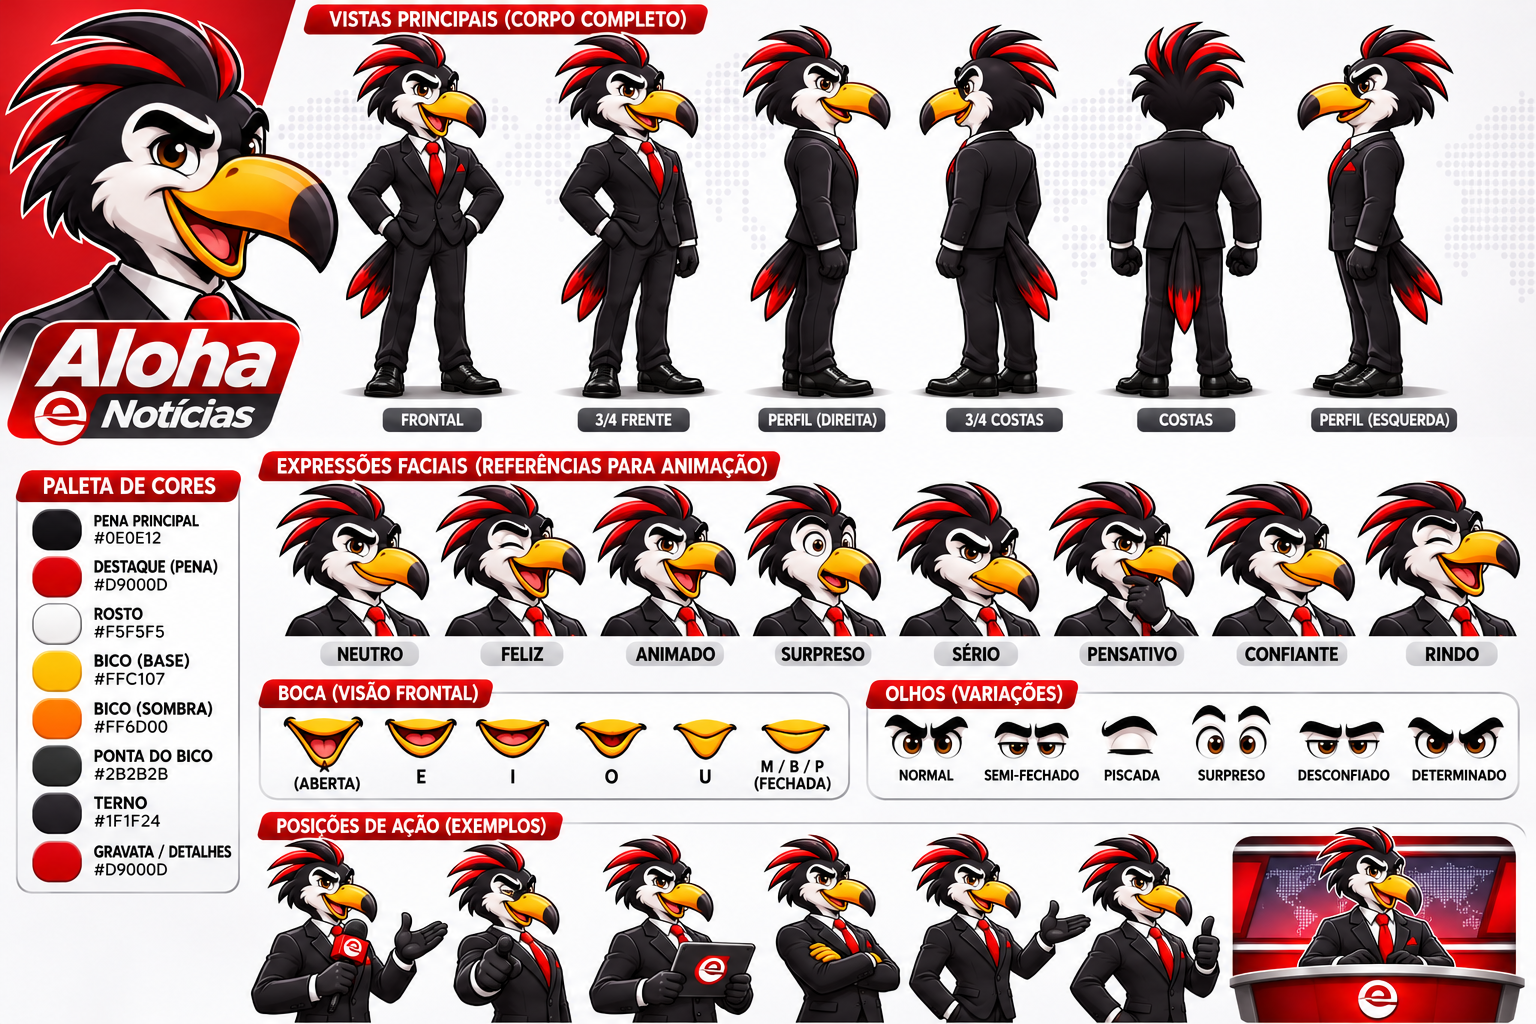 VISTAS PRINCIPAIS (CORPO COMPLETO)
Aloha
e Notícias
FRONTAL
3/4 FRENTE
PERFIL (DIREITA)
3/4 COSTAS
COSTAS
PERFIL (ESQUERDA)
PALETA DE CORES
PENA PRINCIPAL
#0E0E12
DESTAQUE (PENA)
#D9000D
ROSTO
#F5F5F5
BICO (BASE)
#FFC107
BICO (SOMBRA)
#FF6D00
PONTA DO BICO
#2B2B2B
TERNO
#1F1F24
GRAVATA / DETALHES
#D9000D
EXPRESSÕES FACIAIS (REFERÊNCIAS PARA ANIMAÇÃO)
NEUTRO
FELIZ
ANIMADO
SURPRESO
SÉRIO
PENSATIVO
CONFIANTE
RINDO
BOCA (VISÃO FRONTAL)
A
(ABERTA)
E
I
O
U
M / B / P
(FECHADA)
OLHOS (VARIAÇÕES)
NORMAL
SEMI-FECHADO
PISCADA
SURPRESO
DESCONFIADO
DETERMINADO
POSIÇÕES DE AÇÃO (EXEMPLOS)
e
e
e